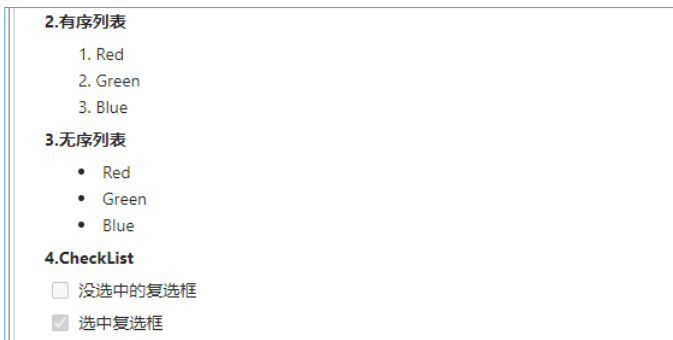 2.有序列表
1. Red
2. Green
3. Blue
3.无序列表
• Red
• Green
• Blue
4.CheckList
没选中的复选框
选中复选框